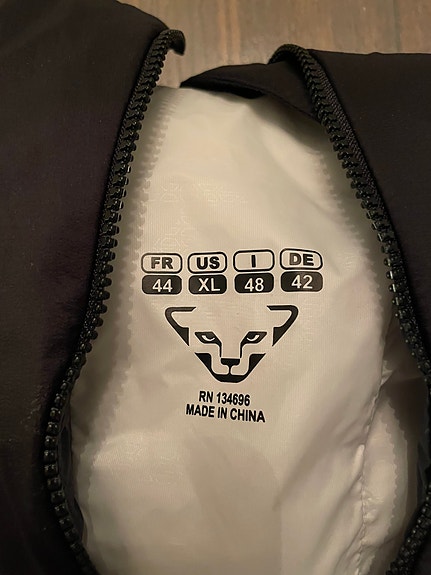 FR US I DE
44 XL 48 42
RN 134696
MADE IN CHINA